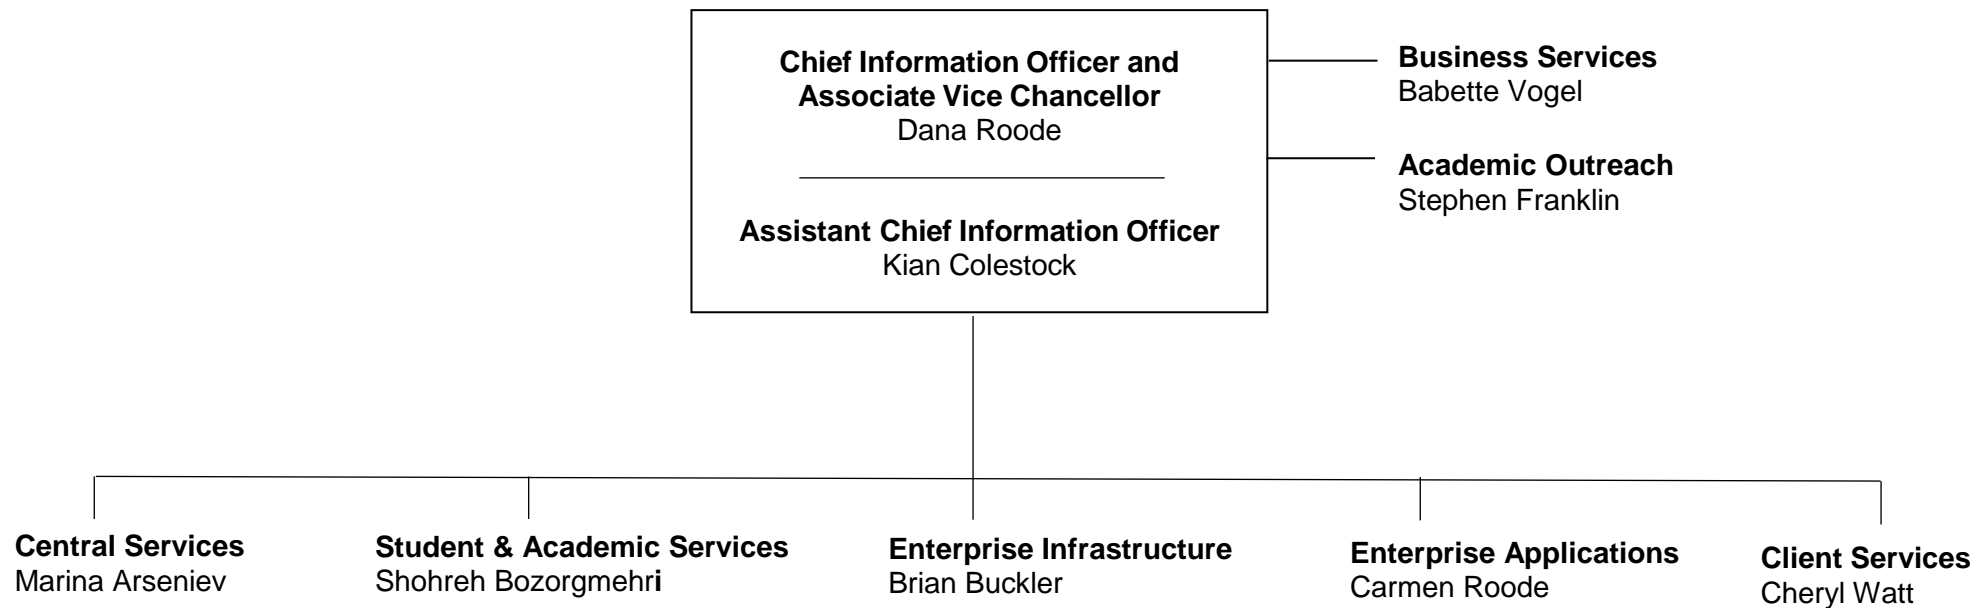 Chief Information Officer and
Associate Vice Chancellor
Dana Roode
Assistant Chief Information Officer
Kian Colestock
Business Services
Babette Vogel
Academic Outreach
Stephen Franklin
Central Services
Marina Arseniev
Student & Academic Services
Shohreh Bozorgmehri
Enterprise Infrastructure
Brian Buckler
Enterprise Applications
Carmen Roode
Client Services
Cheryl Watt